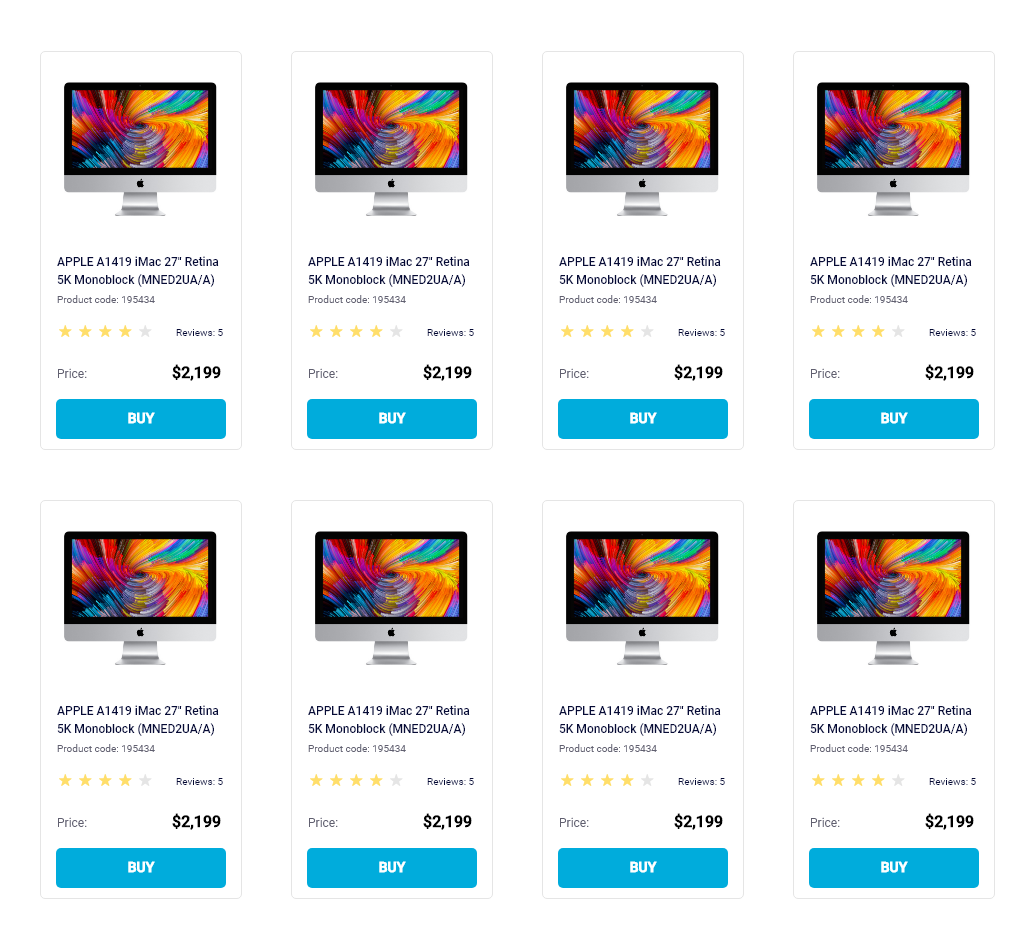 APPLE A1419 iMac 27" Retina
5K Monoblock (MNED2UA/A)
Product code: 195434
Reviews: 5
Price: $2,199
BUY
APPLE A1419 iMac 27" Retina
5K Monoblock (MNED2UA/A)
Product code: 195434
Reviews: 5
Price: $2,199
BUY
APPLE A1419 iMac 27" Retina
5K Monoblock (MNED2UA/A)
Product code: 195434
Reviews: 5
Price: $2,199
BUY
APPLE A1419 iMac 27" Retina
5K Monoblock (MNED2UA/A)
Product code: 195434
Reviews: 5
Price: $2,199
BUY
APPLE A1419 iMac 27" Retina
5K Monoblock (MNED2UA/A)
Product code: 195434
Reviews: 5
Price: $2,199
BUY
APPLE A1419 iMac 27" Retina
5K Monoblock (MNED2UA/A)
Product code: 195434
Reviews: 5
Price: $2,199
BUY
APPLE A1419 iMac 27" Retina
5K Monoblock (MNED2UA/A)
Product code: 195434
Reviews: 5
Price: $2,199
BUY
APPLE A1419 iMac 27" Retina
5K Monoblock (MNED2UA/A)
Product code: 195434
Reviews: 5
Price: $2,199
BUY